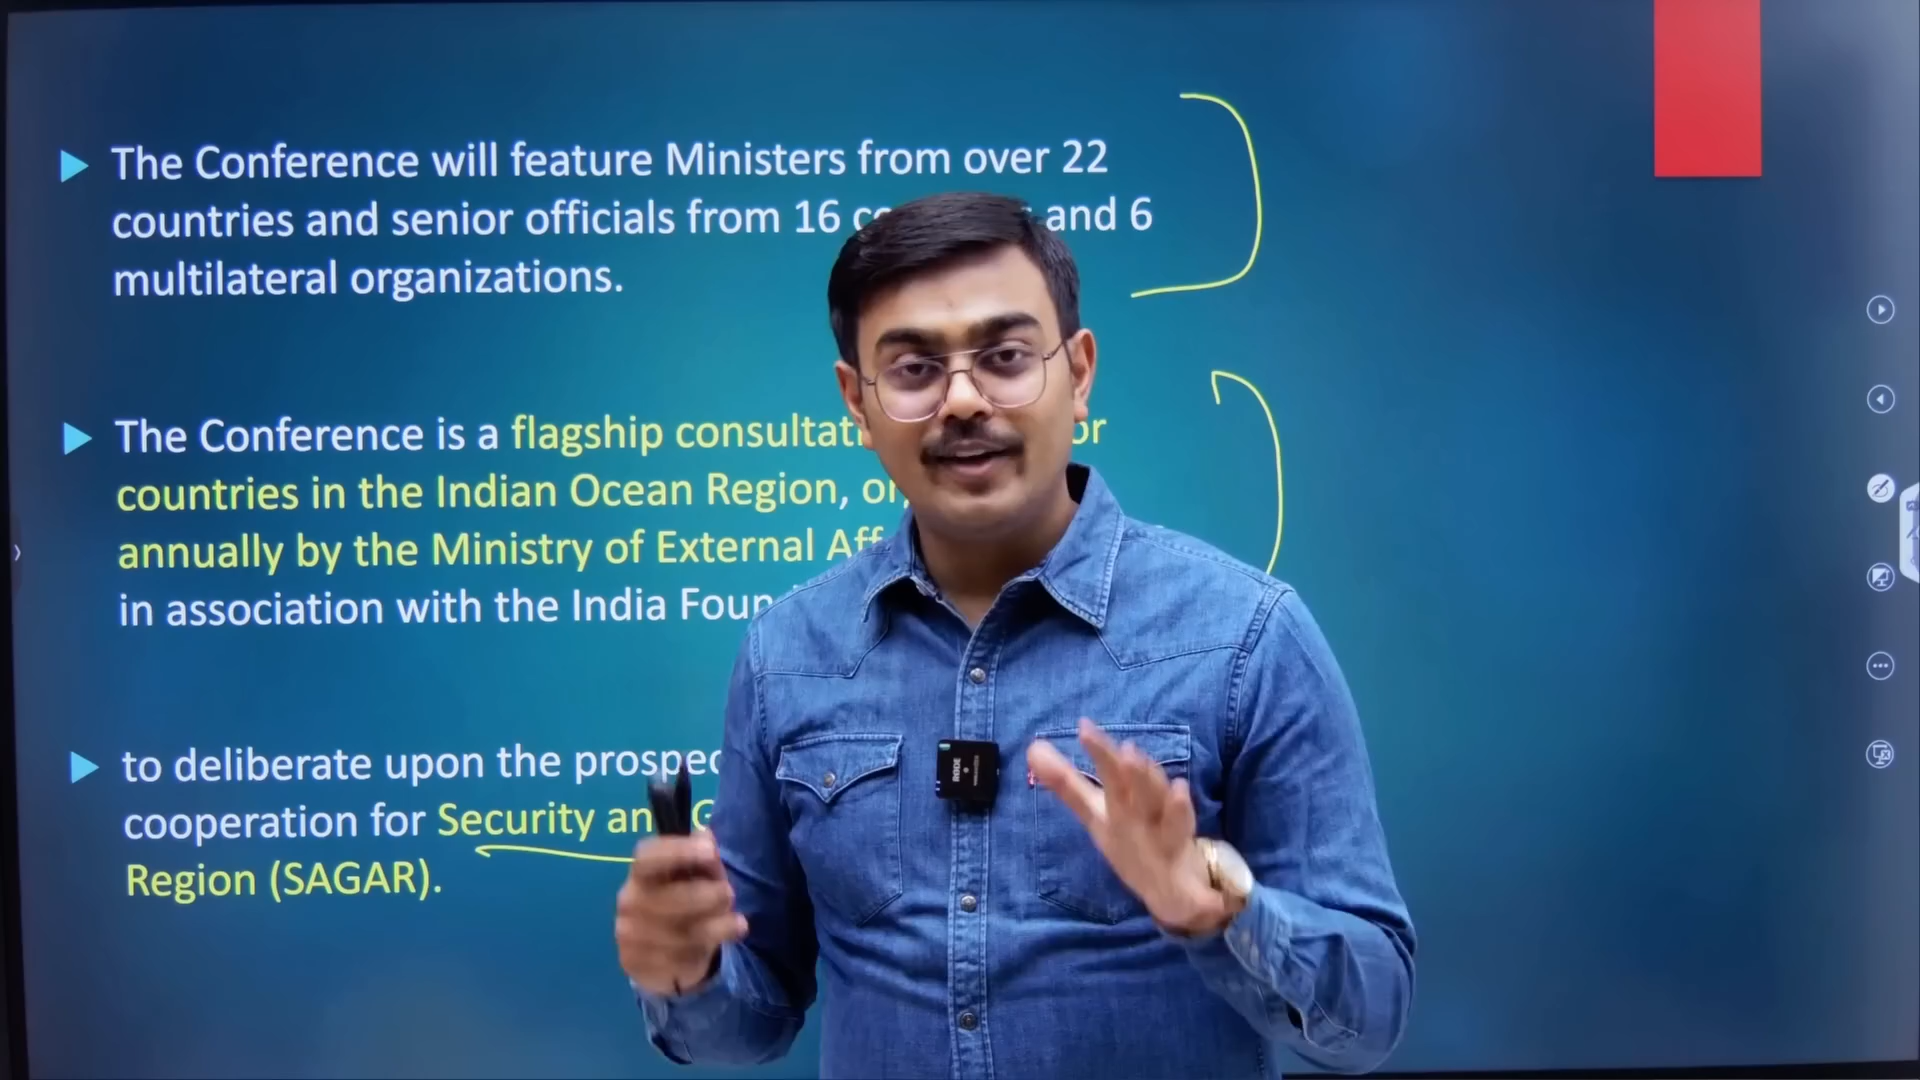 The Conference will feature Ministers from over 22
countries and senior officials from 16 and 6
multilateral organizations.
The Conference is a flagship
countries in the Indian Ocean Region,
annually by the Ministry of External
in association with the India
to deliberate upon the
cooperation for Security
Region (SAGAR).
RODE